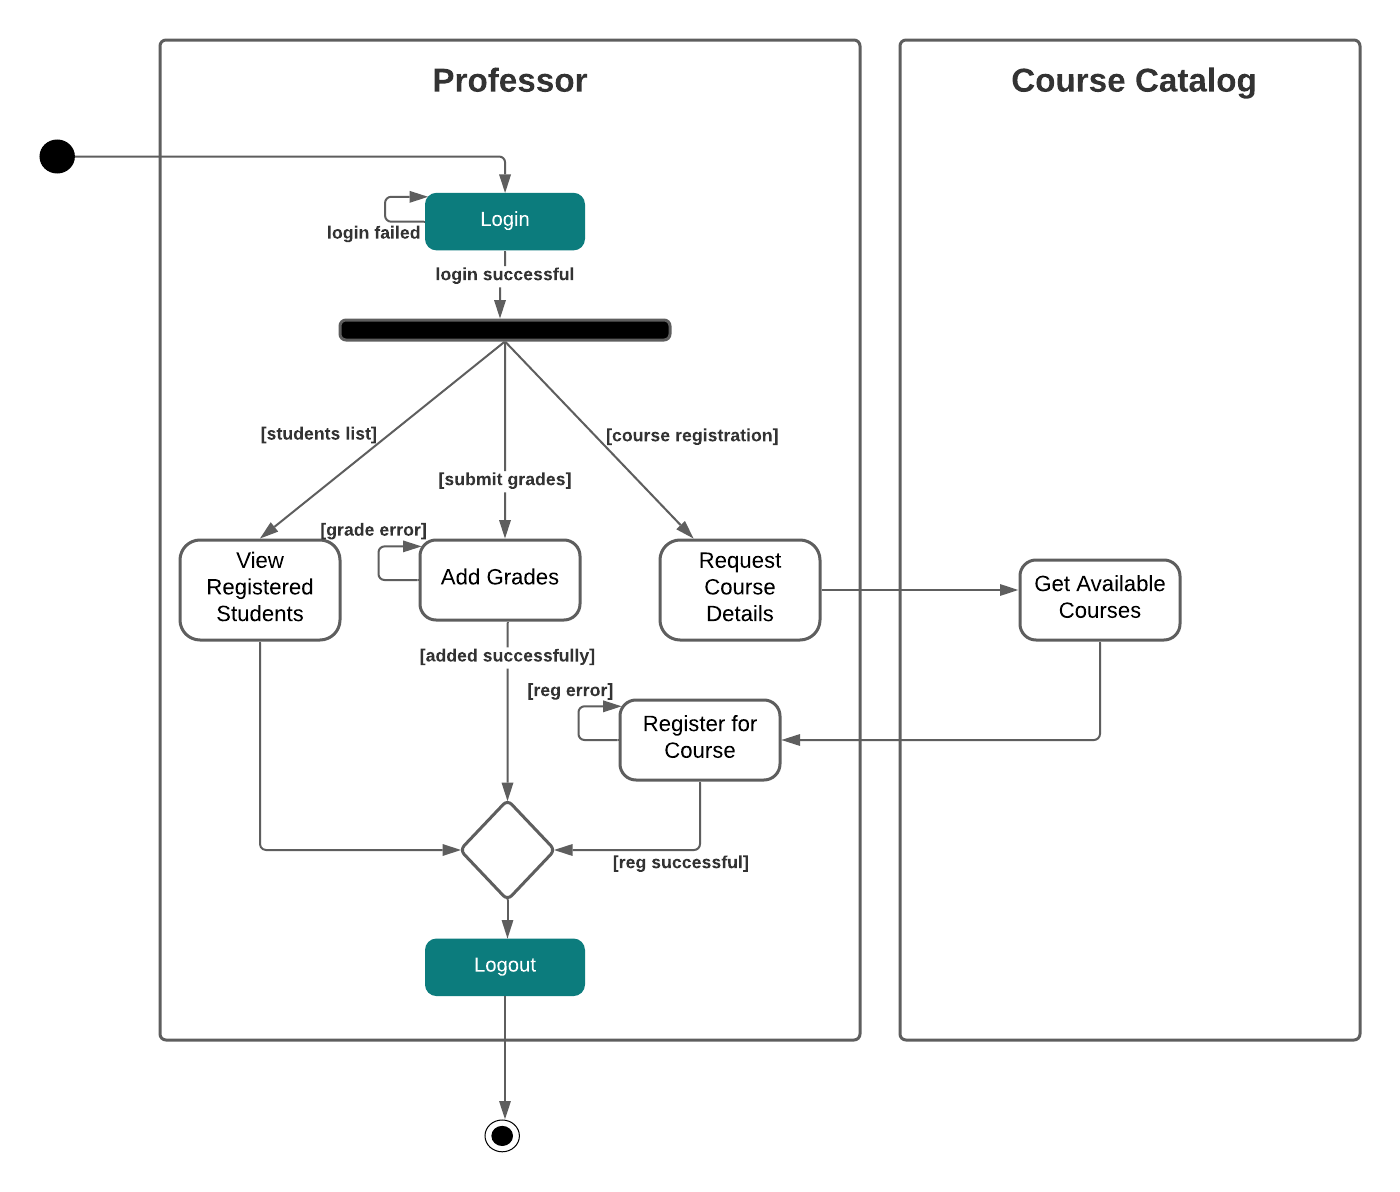 Professor
Course Catalog
Login
login failed
login successful
[students list]
[course registration]
[submit grades]
[grade error]
View
Registered
Students
Add Grades
Request
Course
Details
Get Available
Courses
[added successfully]
[reg error]
Register for
Course
[reg successful]
Logout